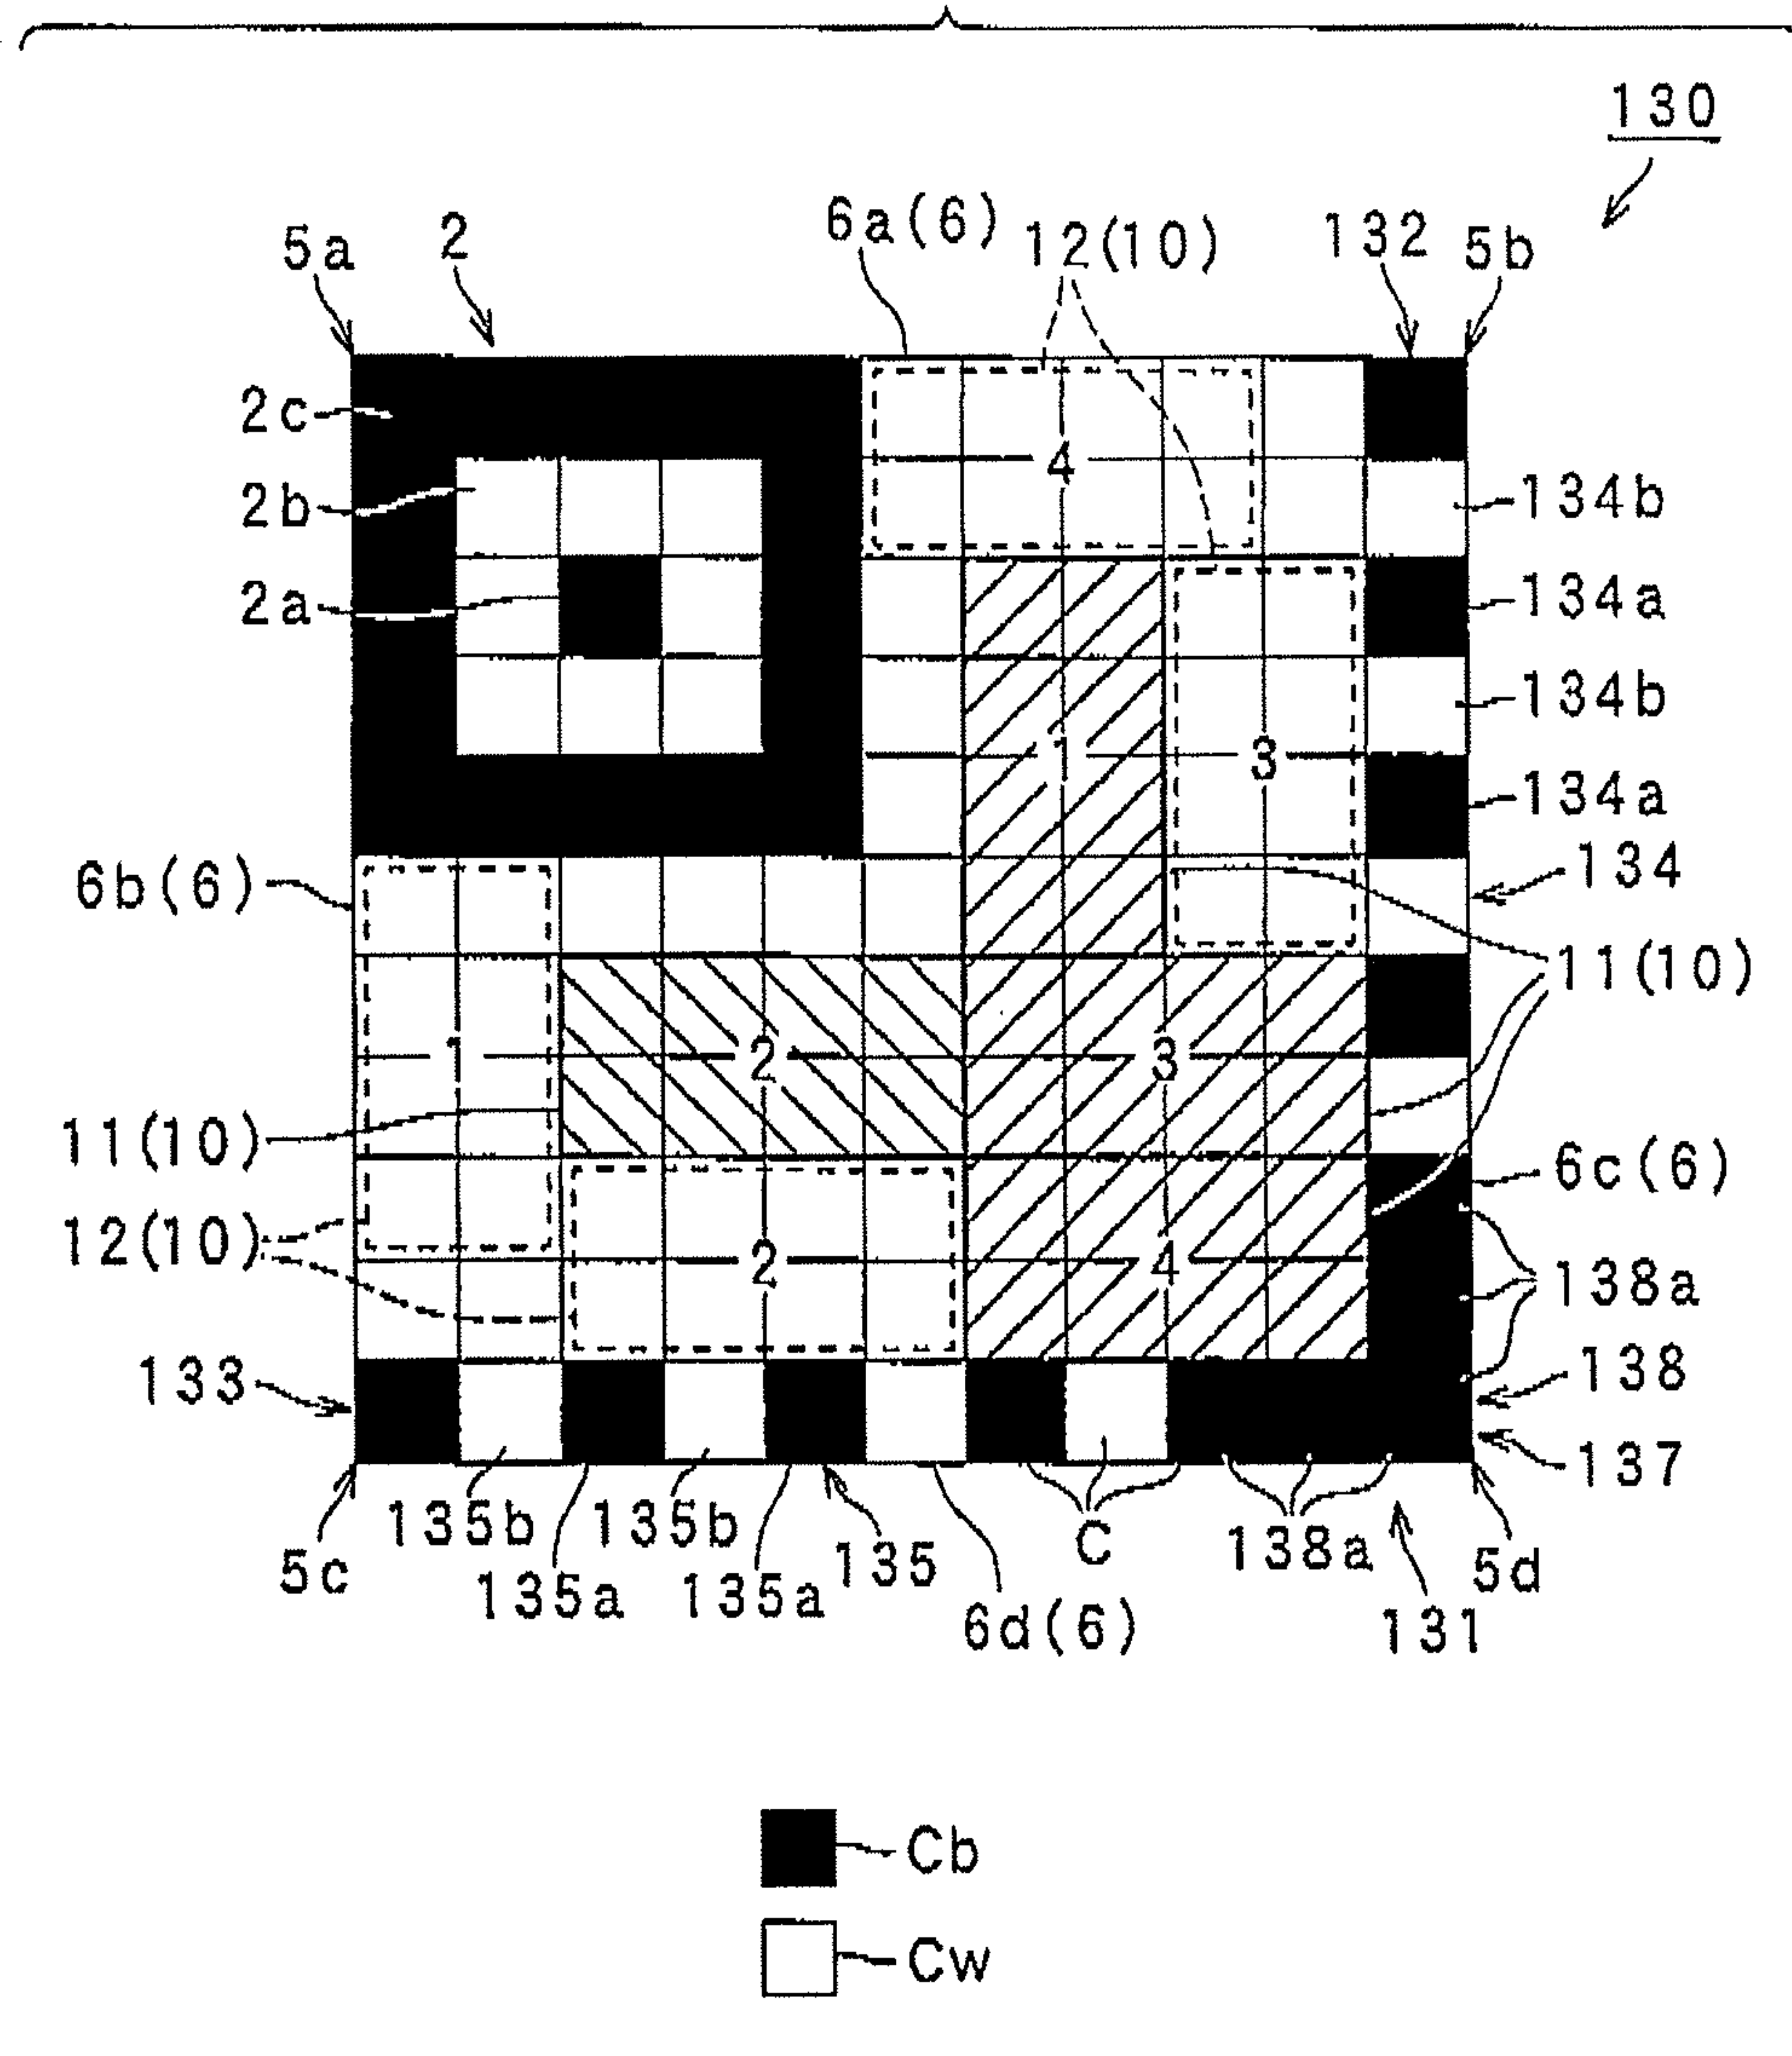 130
5a 2 6a(6) 12(10) 132 5b
2c
4
2b 134b
2a 134a
134b
1 3
134a
6b(6) 134
11(10)
1 2 3
11(10)
6c(6)
12(10) 2 4
138a
133 138
137
135b 135b C 138a
5c 135a 135a 135 5d
6d(6) 131
Cb
Cw